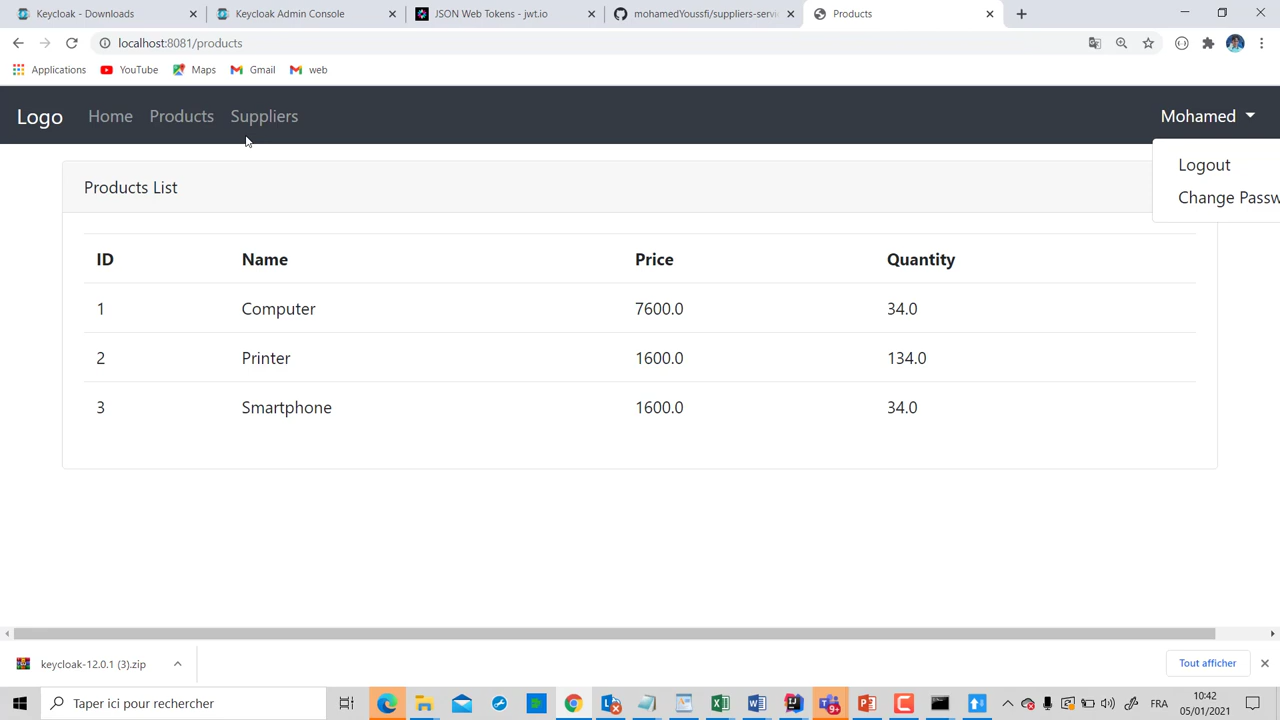 Keycloak - Downloads
Keycloak Admin Console
JSON Web Tokens - jwt.io
mohamedYoussfi/suppliers-servi
Products
localhost:8081/products
Applications YouTube Maps Gmail web
Logo Home Products Suppliers Mohamed
Logout
Change Passw
Products List
ID Name Price Quantity
1 Computer 7600.0 34.0
2 Printer 1600.0 134.0
3 Smartphone 1600.0 34.0
keycloak-12.0.1 (3).zip
Tout afficher
Taper ici pour rechercher
9+
FRA
10:42
05/01/2021